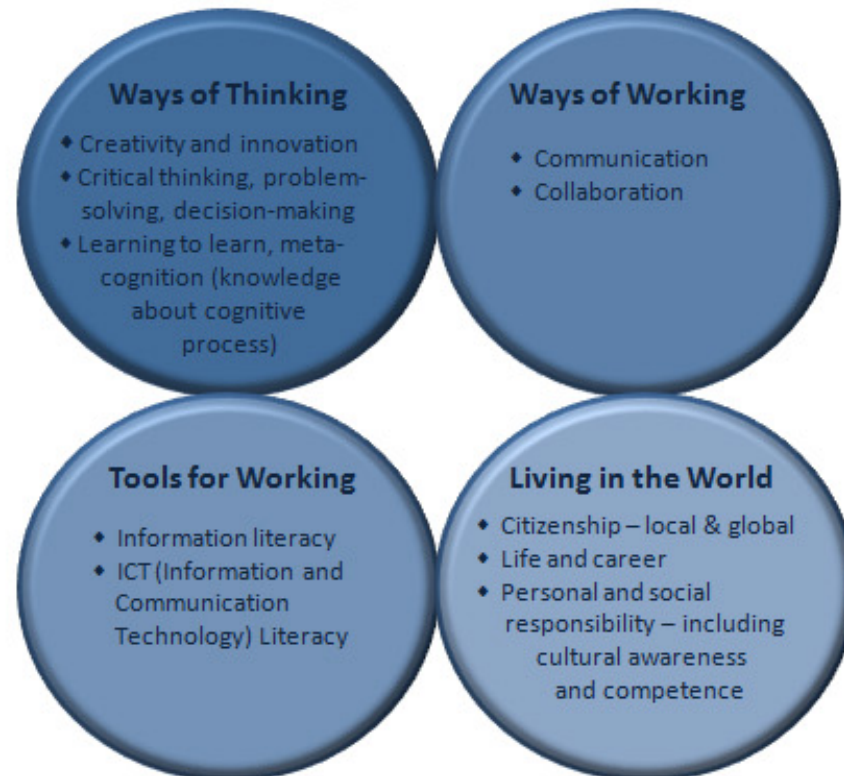 Ways of Thinking
◆ Creativity and innovation
◆ Critical thinking, problem-
solving, decision-making
◆ Learning to learn, meta-
cognition (knowledge
about cognitive
process)
Ways of Working
◆ Communication
◆ Collaboration
Tools for Working
◆ Information literacy
◆ ICT (Information and
Communication
Technology) Literacy
Living in the World
◆ Citizenship – local & global
◆ Life and career
◆ Personal and social
responsibility – including
cultural awareness
and competence